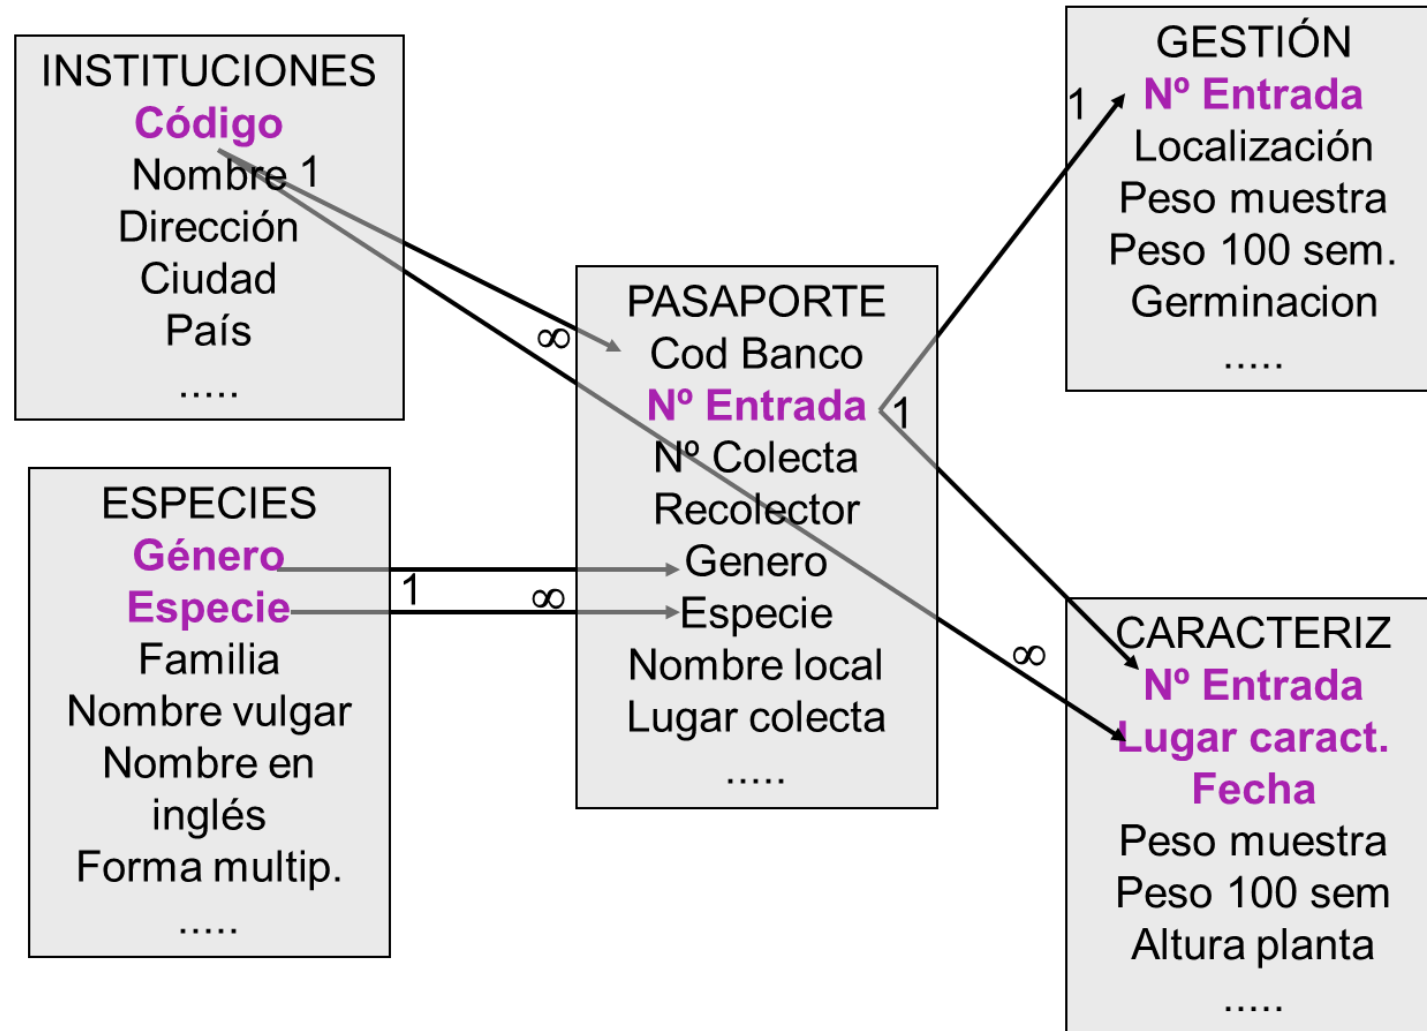 INSTITUCIONES
Código
Nombre 1
Dirección
Ciudad
País
.....
ESPECIES
Género
Especie
1
∞
Familia
Nombre vulgar
Nombre en
inglés
Forma multip.
.....
∞
PASAPORTE
Cod Banco
Nº Entrada
1
Nº Colecta
Recolector
Genero
Especie
Nombre local
Lugar colecta
.....
GESTIÓN
1
Nº Entrada
Localización
Peso muestra
Peso 100 sem.
Germinacion
.....
CARACTERIZ
∞
Nº Entrada
Lugar caract.
Fecha
Peso muestra
Peso 100 sem
Altura planta
.....